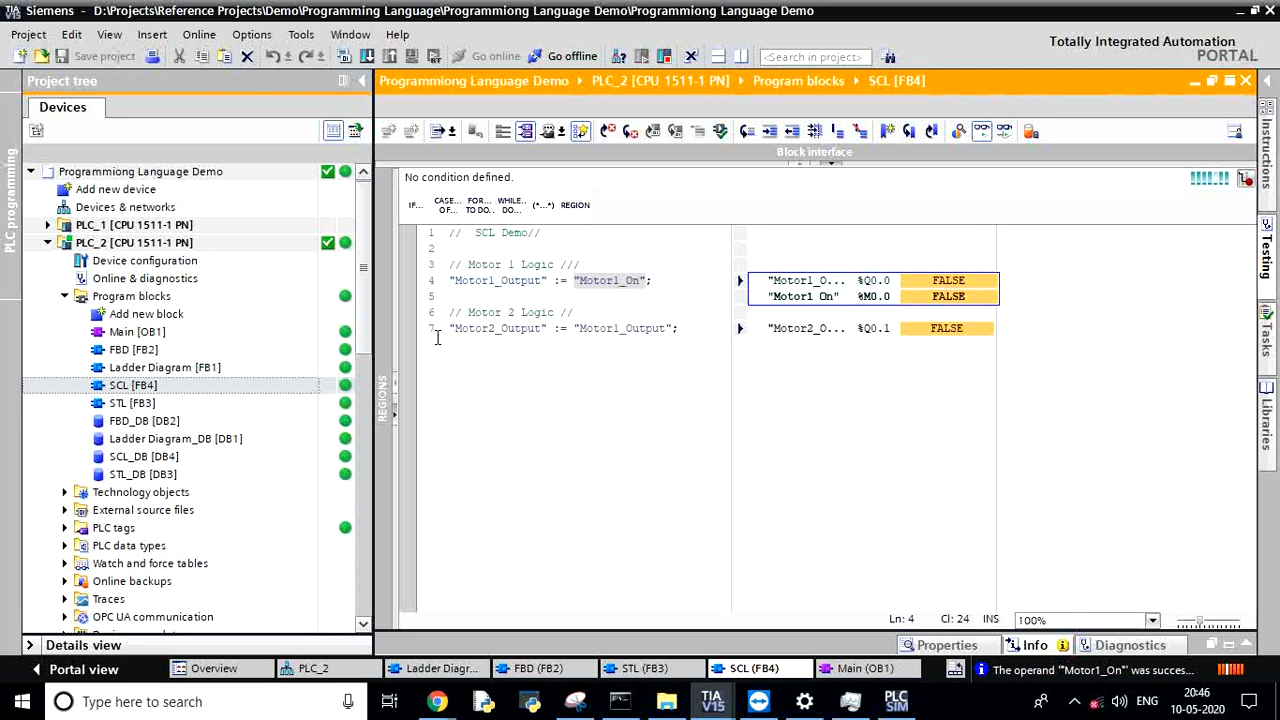 Siemens - D:\Projects\Reference Projects\Demo\Programming Language\Programmiong Language Demo\Programmiong Language Demo
Project Edit View Insert Online Options Tools Window Help
Totally Integrated Automation
PORTAL
Save project
Go online
Go offline
<Search in project>
Project tree
Programmiong Language Demo
PLC_2 [CPU 1511-1 PN]
Program blocks
SCL [FB4]
Devices
PLC programming
Programmiong Language Demo
Add new device
Devices & networks
PLC_1 [CPU 1511-1 PN]
PLC_2 [CPU 1511-1 PN]
Device configuration
Online & diagnostics
Program blocks
Add new block
Main [OB1]
FBD [FB2]
Ladder Diagram [FB1]
SCL [FB4]
STL [FB3]
FBD_DB [DB2]
Ladder Diagram_DB [DB1]
SCL_DB [DB4]
STL_DB [DB3]
Technology objects
External source files
PLC tags
PLC data types
Watch and force tables
Online backups
Traces
OPC UA communication
Details view
Block interface
No condition defined.
IF...
CASE... OF...
FOR... TO DO...
WHILE... DO...
(*...*)
REGION
REGIONS
1 // SCL Demo//
2
3 // Motor 1 Logic ///
4 "Motor1_Output" := "Motor1_On"; "Motor1_O... %Q0.0 FALSE
5 "Motor1 On" %M0.0 FALSE
6 // Motor 2 Logic //
7 "Motor2_Output" := "Motor1_Output"; "Motor2_O... %Q0.1 FALSE
Ln: 4 Cl: 24 INS 100%
Properties Info Diagnostics
Instructions
Testing
Tasks
Libraries
Portal view Overview PLC_2 Ladder Diagr... FBD (FB2) STL (FB3) SCL (FB4) Main (OB1) The operand '"Motor1_On"' was succes...
Type here to search
TIA V15
PLC SIM
ENG
20:46
10-05-2020